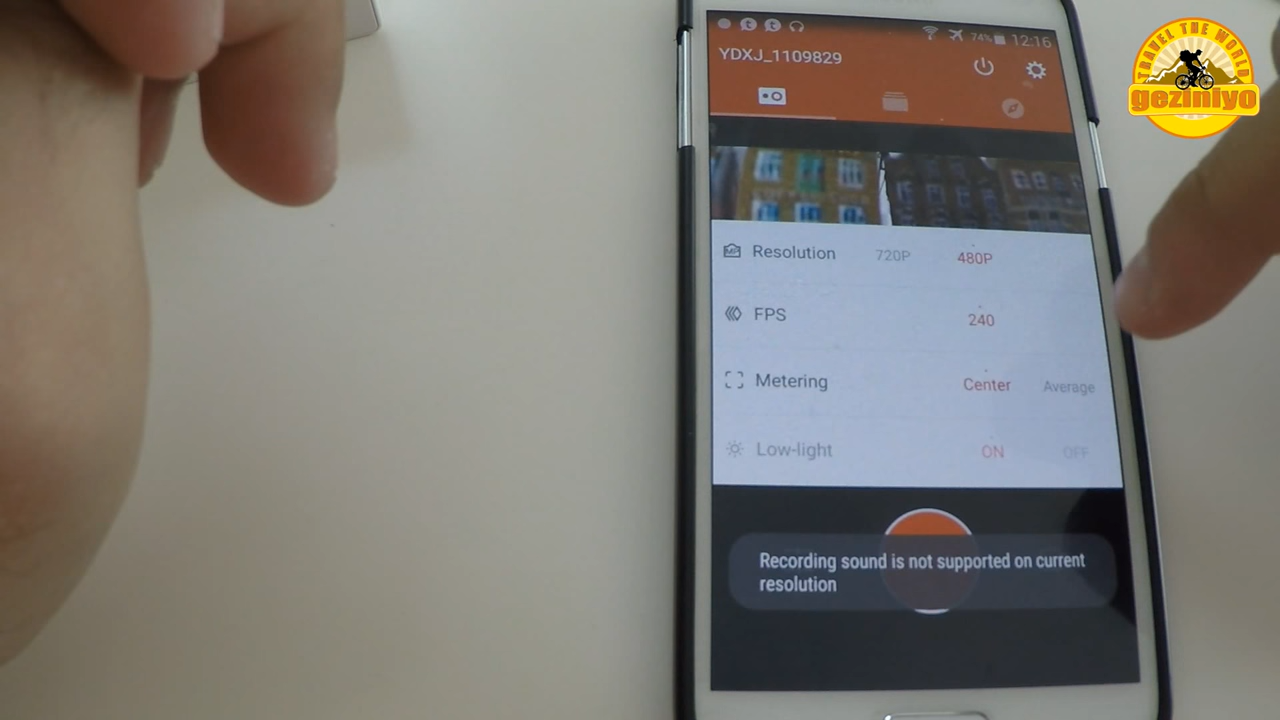 TRAVEL THE WORLD
geziniyo
74% 12:16
YDXJ_1109829
Resolution 720P 480P
FPS 240
Metering Center Average
Low-light ON OFF
Recording sound is not supported on current
resolution